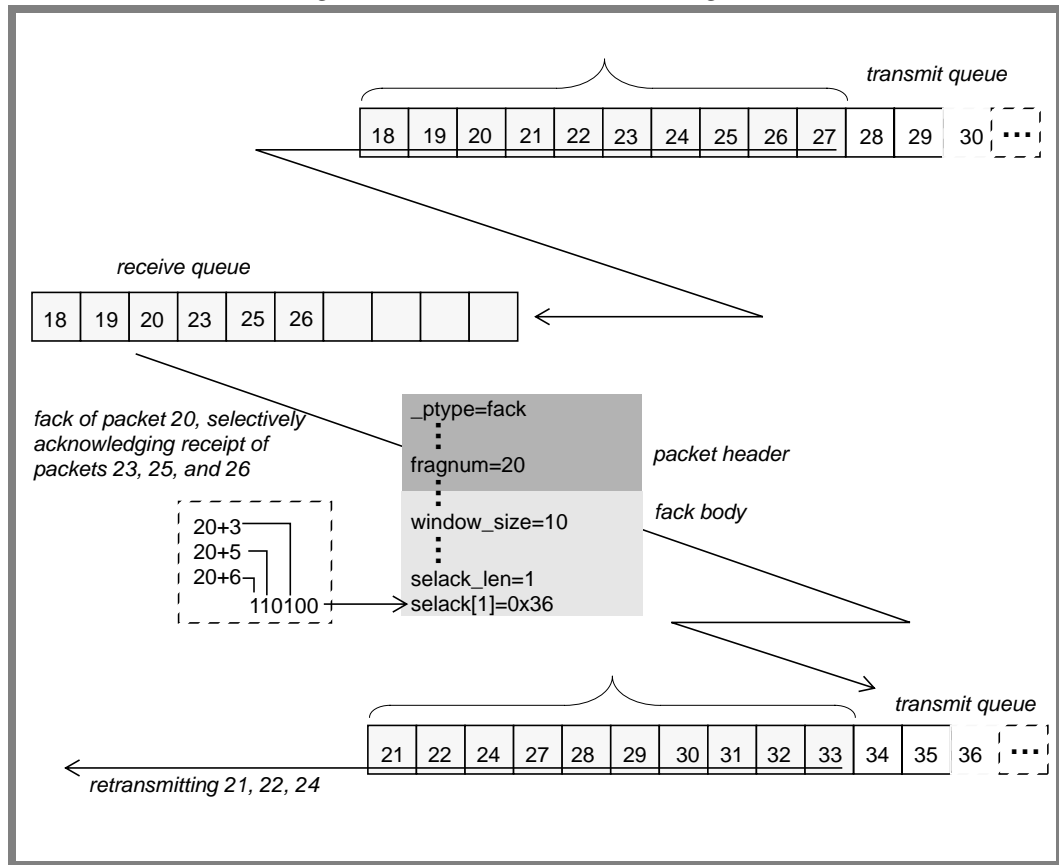 transmit queue
18 19 20 21 22 23 24 25 26 27 28 29 30 ...
receive queue
18 19 20 23 25 26
fack of packet 20, selectively
acknowledging receipt of
packets 23, 25, and 26
_ptype=fack
fragnum=20
packet header
window_size=10
fack body
selack_len=1
selack[1]=0x36
20+3
20+5
20+6
110100
transmit queue
21 22 24 27 28 29 30 31 32 33 34 35 36 ...
retransmitting 21, 22, 24